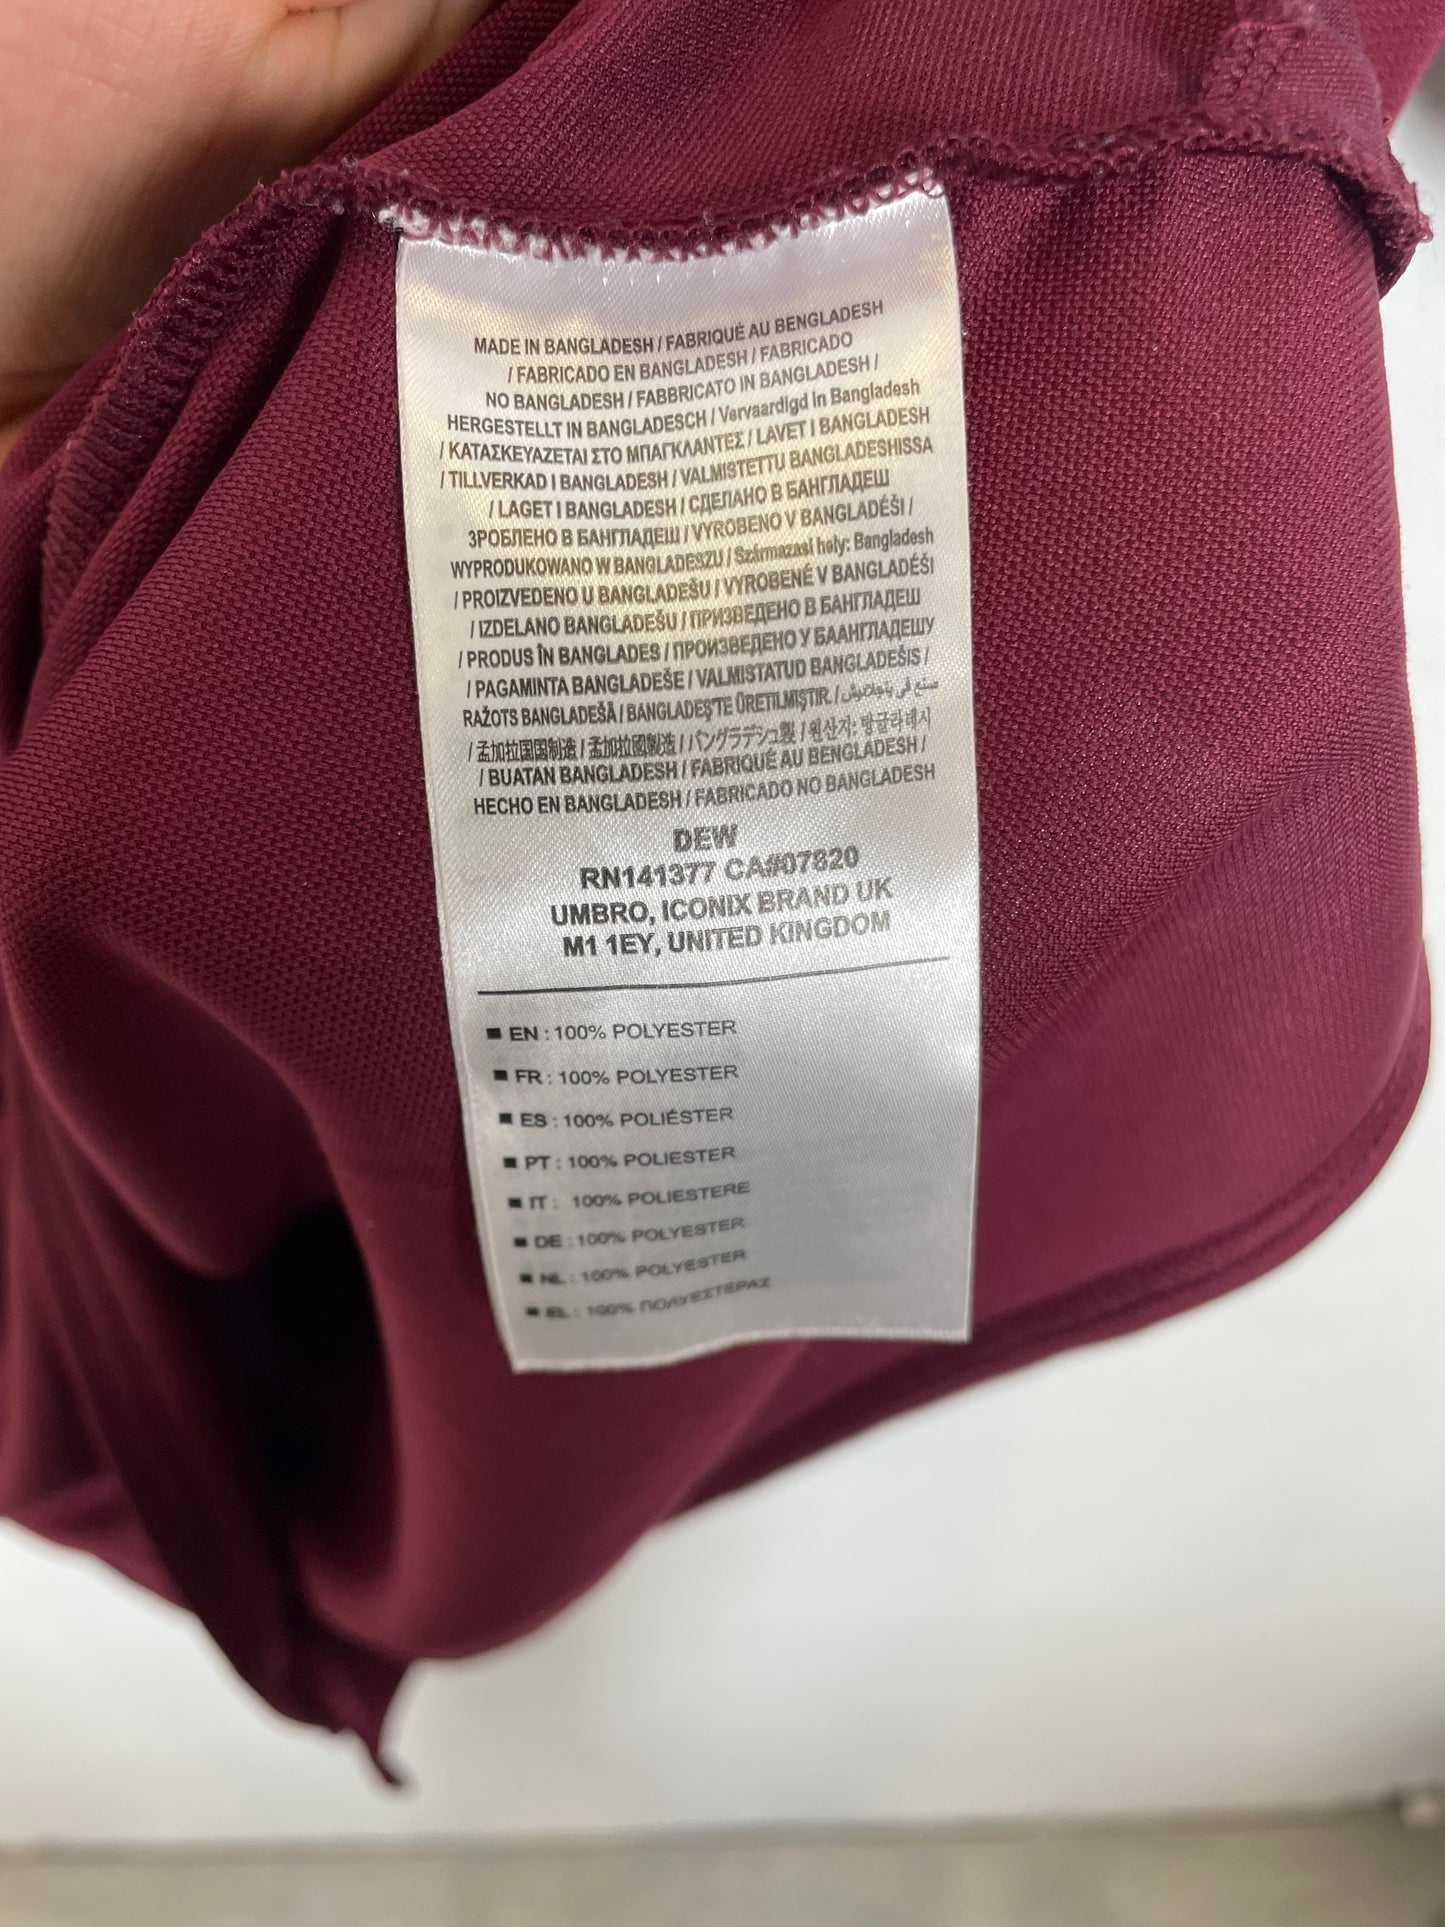 MADE IN BANGLADESH / FABRIQUÉ AU BENGLADESH
/ FABRICADO EN BANGLADESH / FABRICADO
NO BANGLADESH / FABBRICATO IN BANGLADESH /
HERGESTELLT IN BANGLADESCH / Vervaardigd in Bangladesh
/ ΚΑΤΑΣΚΕΥΑΖΕΤΑΙ ΣΤΟ ΜΠΑΓΚΛΑΝΤΕΣ / LAVET I BANGLADESH
/ TILLVERKAD I BANGLADESH / VALMISTETTU BANGLADESHISSA
/ LAGET I BANGLADESH / СДЕЛАНО В БАНГЛАДЕШ
ЗРОБЛЕНО В БАНГЛАДЕШ / VYROBENO V BANGLADÉŠI /
WYPRODUKOWANO W BANGLADESZU / Származasi hely: Bangladesh
/ PROIZVEDENO U BANGLADEŠU / VYROBENÉ V BANGLADÉŠI
/ IZDELANO BANGLADEŠU / ПРИЗВЕДЕНО В БАНГЛАДЕШ
/ PRODUS ÎN BANGLADES / ПРОИЗВЕДЕНО У БААНГЛАДЕШУ
/ PAGAMINTA BANGLADEŠE / VALMISTATUD BANGLADEŠIS /
RAŽOTS BANGLADEŠĀ / BANGLADEŞ'TE ÜRETILMIŞTIR / صنع في بنجلاديش
/ 孟加拉国国制造 / 孟加拉國製造 / バングラデシュ製 / 원산지: 방글라데시
/ BUATAN BANGLADESH / FABRIQUÉ AU BENGLADESH /
HECHO EN BANGLADESH / FABRICADO NO BANGLADESH
DEW
RN141377 CA#07820
UMBRO, ICONIX BRAND UK
M1 1EY, UNITED KINGDOM
■ EN : 100% POLYESTER
■ FR : 100% POLYESTER
■ ES : 100% POLIÉSTER
■ PT : 100% POLIESTER
■ IT : 100% POLIESTERE
■ DE : 100% POLYESTER
■ NL : 100% POLYESTER
■ EL : 100% ΠΟΛΥΕΣΤΕΡΑΣ